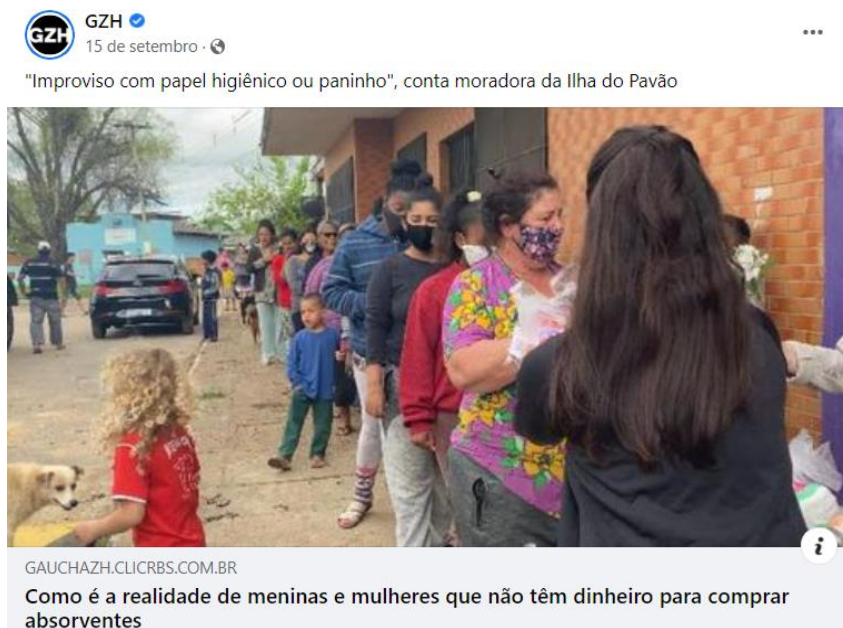 GZH
GZH
15 de setembro ·
"Improviso com papel higiênico ou paninho", conta moradora da Ilha do Pavão
GAUCHAZH.CLICRBS.COM.BR
Como é a realidade de meninas e mulheres que não têm dinheiro para comprar
absorventes